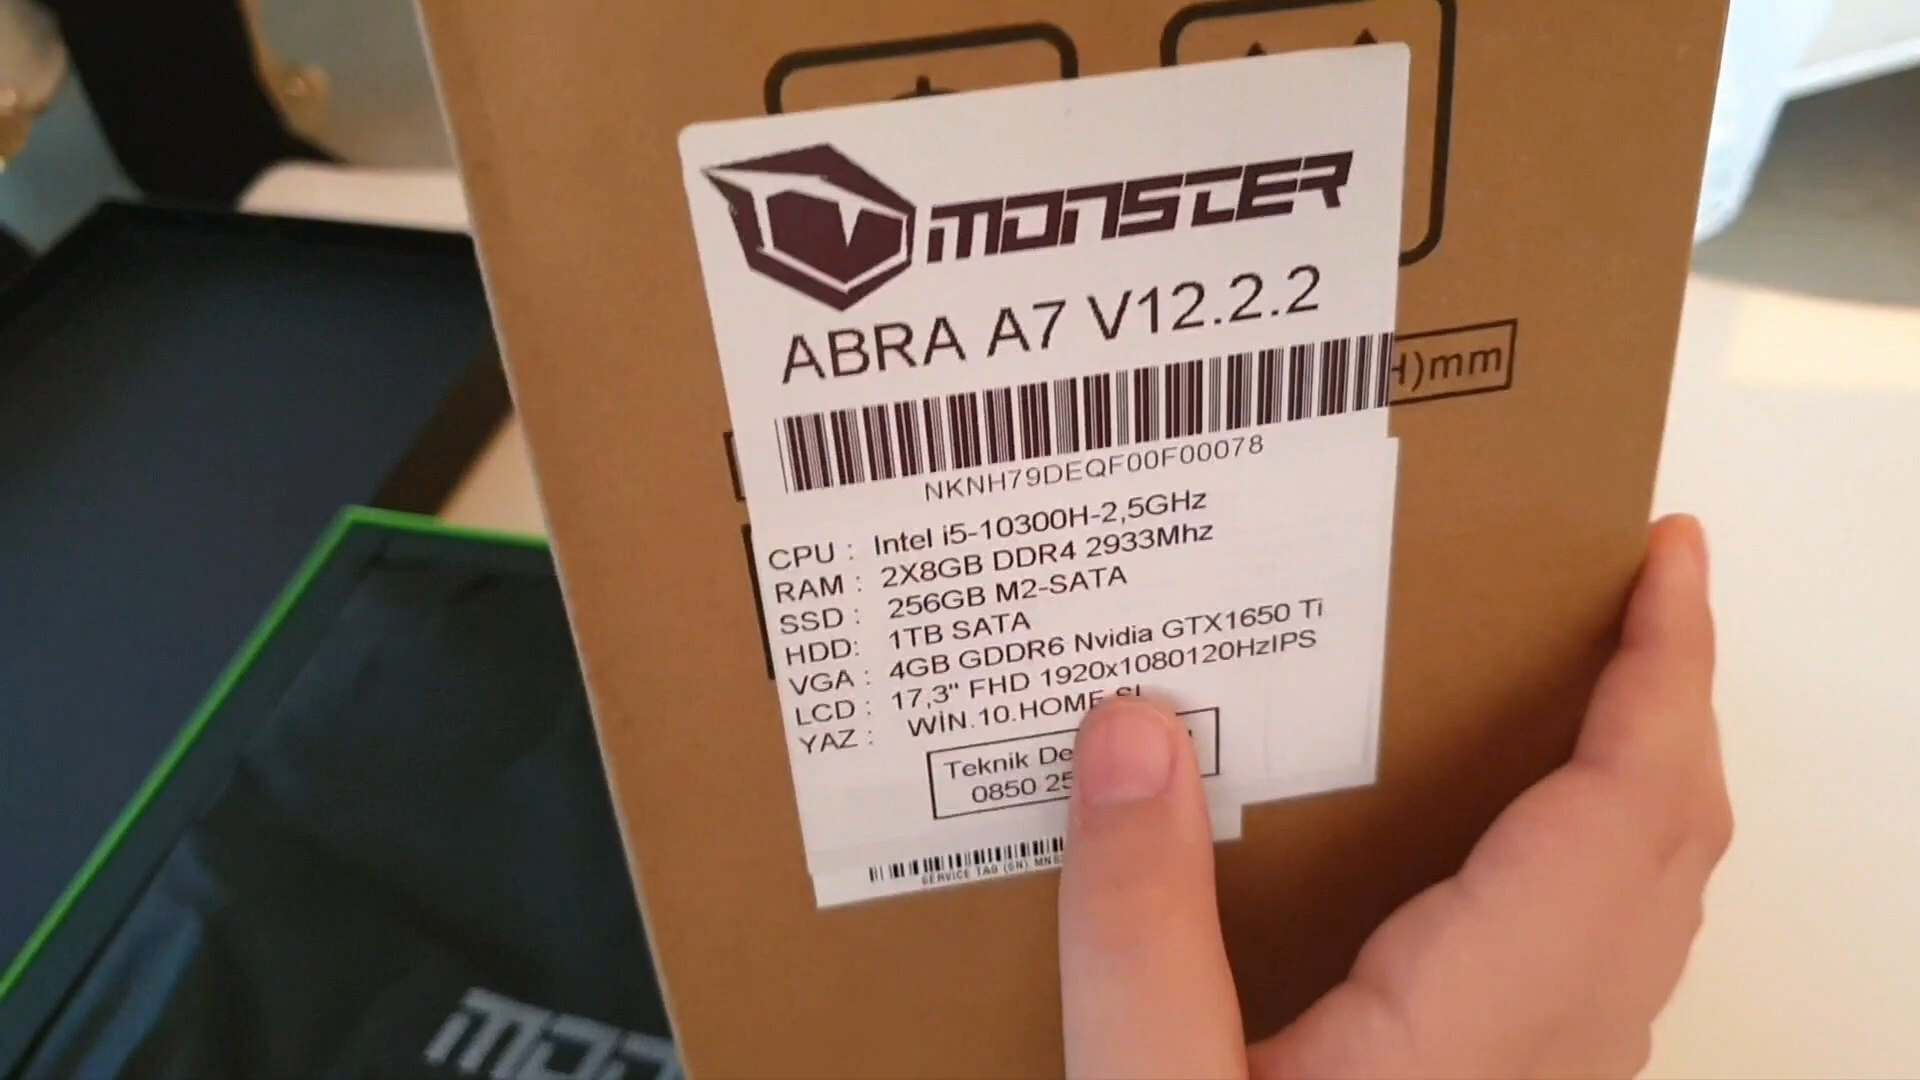 MONSTER
ABRA A7 V12.2.2
H)mm
NKNH79DEQF00F00078
CPU : Intel i5-10300H-2,5GHz
RAM : 2X8GB DDR4 2933Mhz
SSD : 256GB M2-SATA
HDD: 1TB SATA
VGA : 4GB GDDR6 Nvidia GTX1650 Ti
LCD : 17,3" FHD 1920x1080120HzIPS
YAZ : WİN.10.HOME
Teknik De
0850 25
SERVICE TAG (SN)